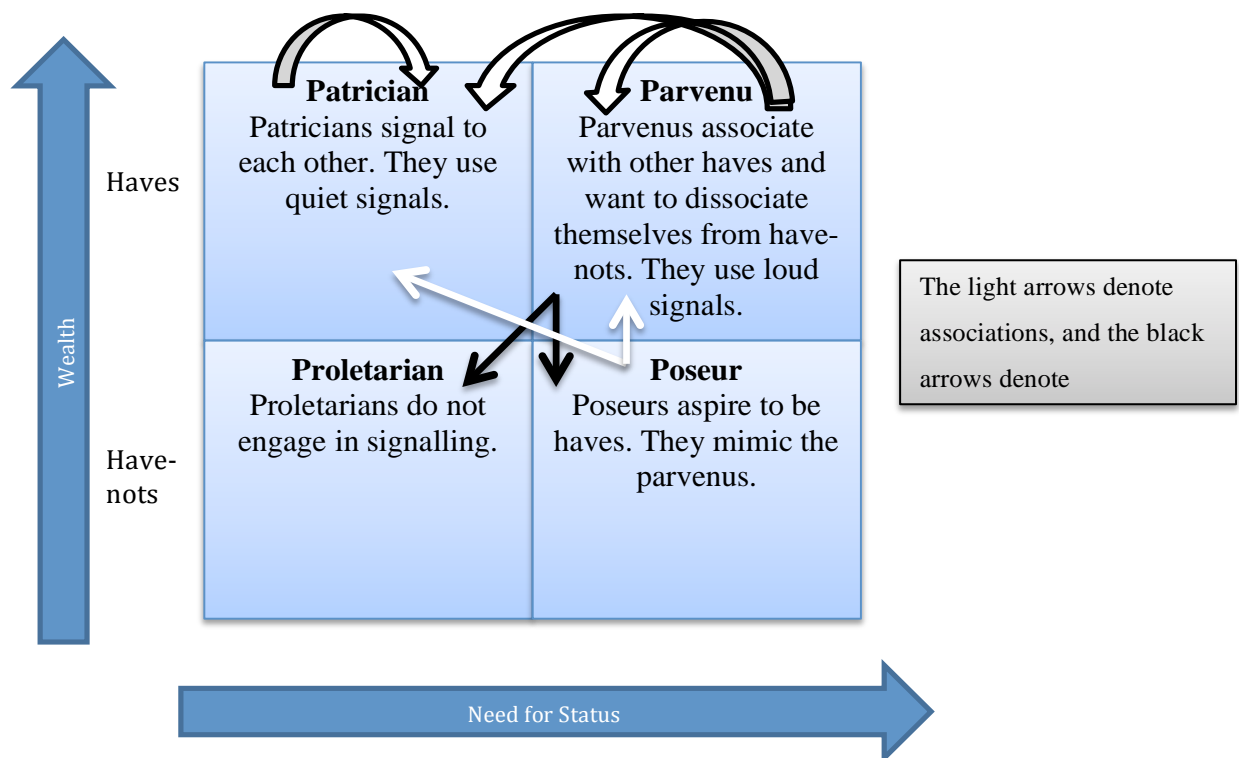 Patrician
Patricians signal to
each other. They use
quiet signals.
Parvenu
Parvenus associate
with other haves and
want to dissociate
themselves from have-
nots. They use loud
signals.
Haves
Wealth
The light arrows denote
associations, and the black
arrows denote
Proletarian
Proletarians do not
engage in signalling.
Poseur
Poseurs aspire to be
haves. They mimic the
parvenus.
Have-
nots
Need for Status